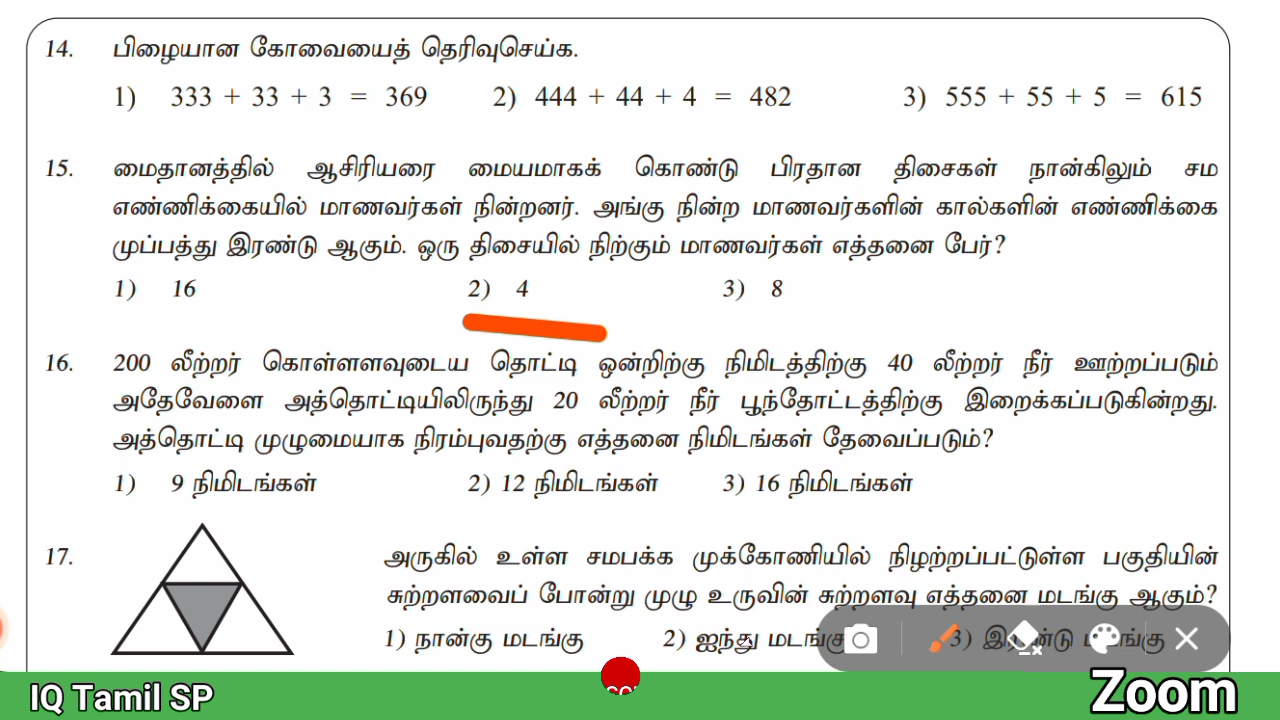 14. பிழையான கோவையைத் தெரிவுசெய்க.
1) 333 + 33 + 3 = 369 2) 444 + 44 + 4 = 482 3) 555 + 55 + 5 = 615
15. மைதானத்தில் ஆசிரியரை மையமாகக் கொண்டு பிரதான திசைகள் நான்கிலும் சம
எண்ணிக்கையில் மாணவர்கள் நின்றனர். அங்கு நின்ற மாணவர்களின் கால்களின் எண்ணிக்கை
முப்பத்து இரண்டு ஆகும். ஒரு திசையில் நிற்கும் மாணவர்கள் எத்தனை பேர்?
1) 16 2) 4 3) 8
16. 200 லீற்றர் கொள்ளளவுடைய தொட்டி ஒன்றிற்கு நிமிடத்திற்கு 40 லீற்றர் நீர் ஊற்றப்படும்
அதேவேளை அத்தொட்டியிலிருந்து 20 லீற்றர் நீர் பூந்தோட்டத்திற்கு இறைக்கப்படுகின்றது.
அத்தொட்டி முழுமையாக நிரம்புவதற்கு எத்தனை நிமிடங்கள் தேவைப்படும்?
1) 9 நிமிடங்கள் 2) 12 நிமிடங்கள் 3) 16 நிமிடங்கள்
17. அருகில் உள்ள சமபக்க முக்கோணியில் நிழற்றப்பட்டுள்ள பகுதியின்
சுற்றளவைப் போன்று முழு உருவின் சுற்றளவு எத்தனை மடங்கு ஆகும்?
1) நான்கு மடங்கு 2) ஐந்து மடங்கு 3)
IQ Tamil SP
Zoom